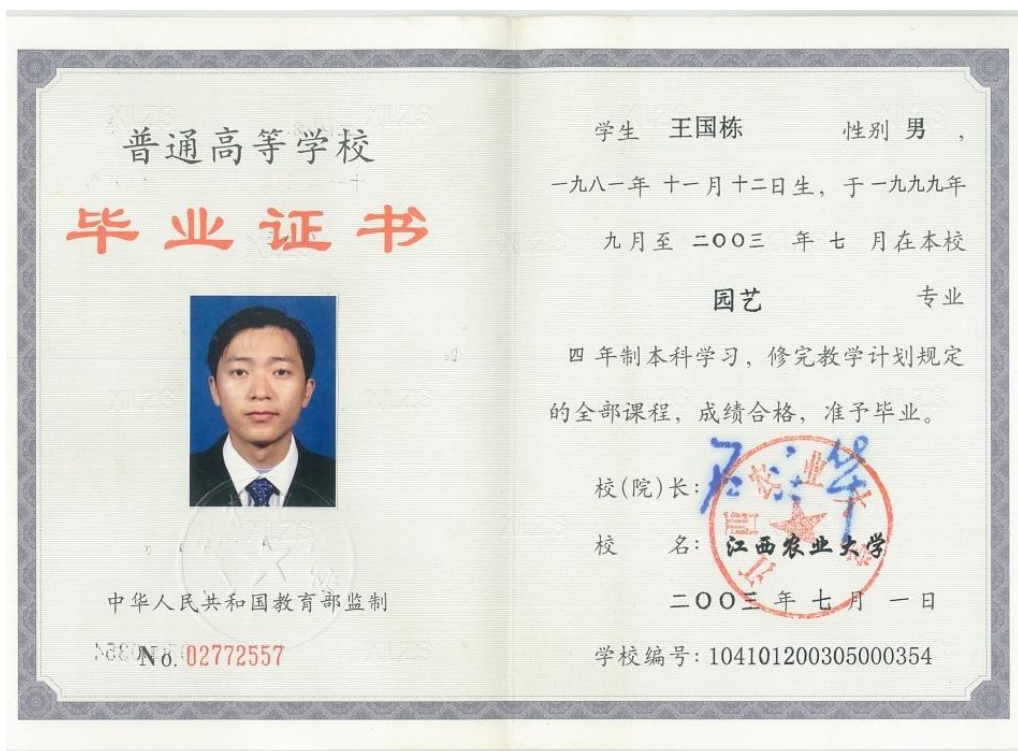 普通高等学校
毕业证书
中华人民共和国教育部监制
No. 02772557
学生 王国栋 性别 男，
一九八一年 十一月十二日生，于一九九九年
九月至 二〇〇三 年 七 月在本校
园艺 专业
四 年制本科学习，修完教学计划规定
的全部课程，成绩合格，准予毕业。
校(院)长：
校 名：江西农业大学
二〇〇三 年 七 月 一 日
学校编号：104101200305000354